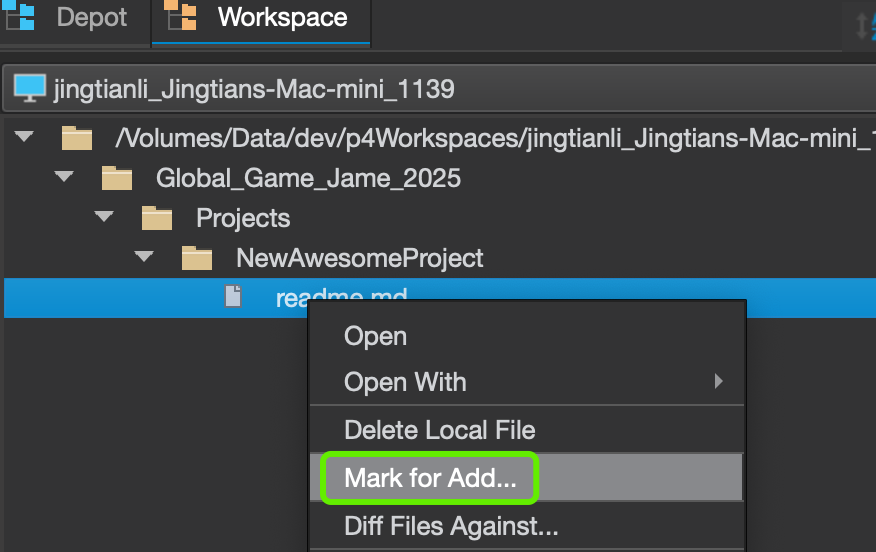 Depot
Workspace
jingtianli_Jingtians-Mac-mini_1139
/Volumes/Data/dev/p4Workspaces/jingtianli_Jingtians-Mac-mini_
Global_Game_Jame_2025
Projects
NewAwesomeProject
readme.md
Open
Open With
Delete Local File
Mark for Add...
Diff Files Against...